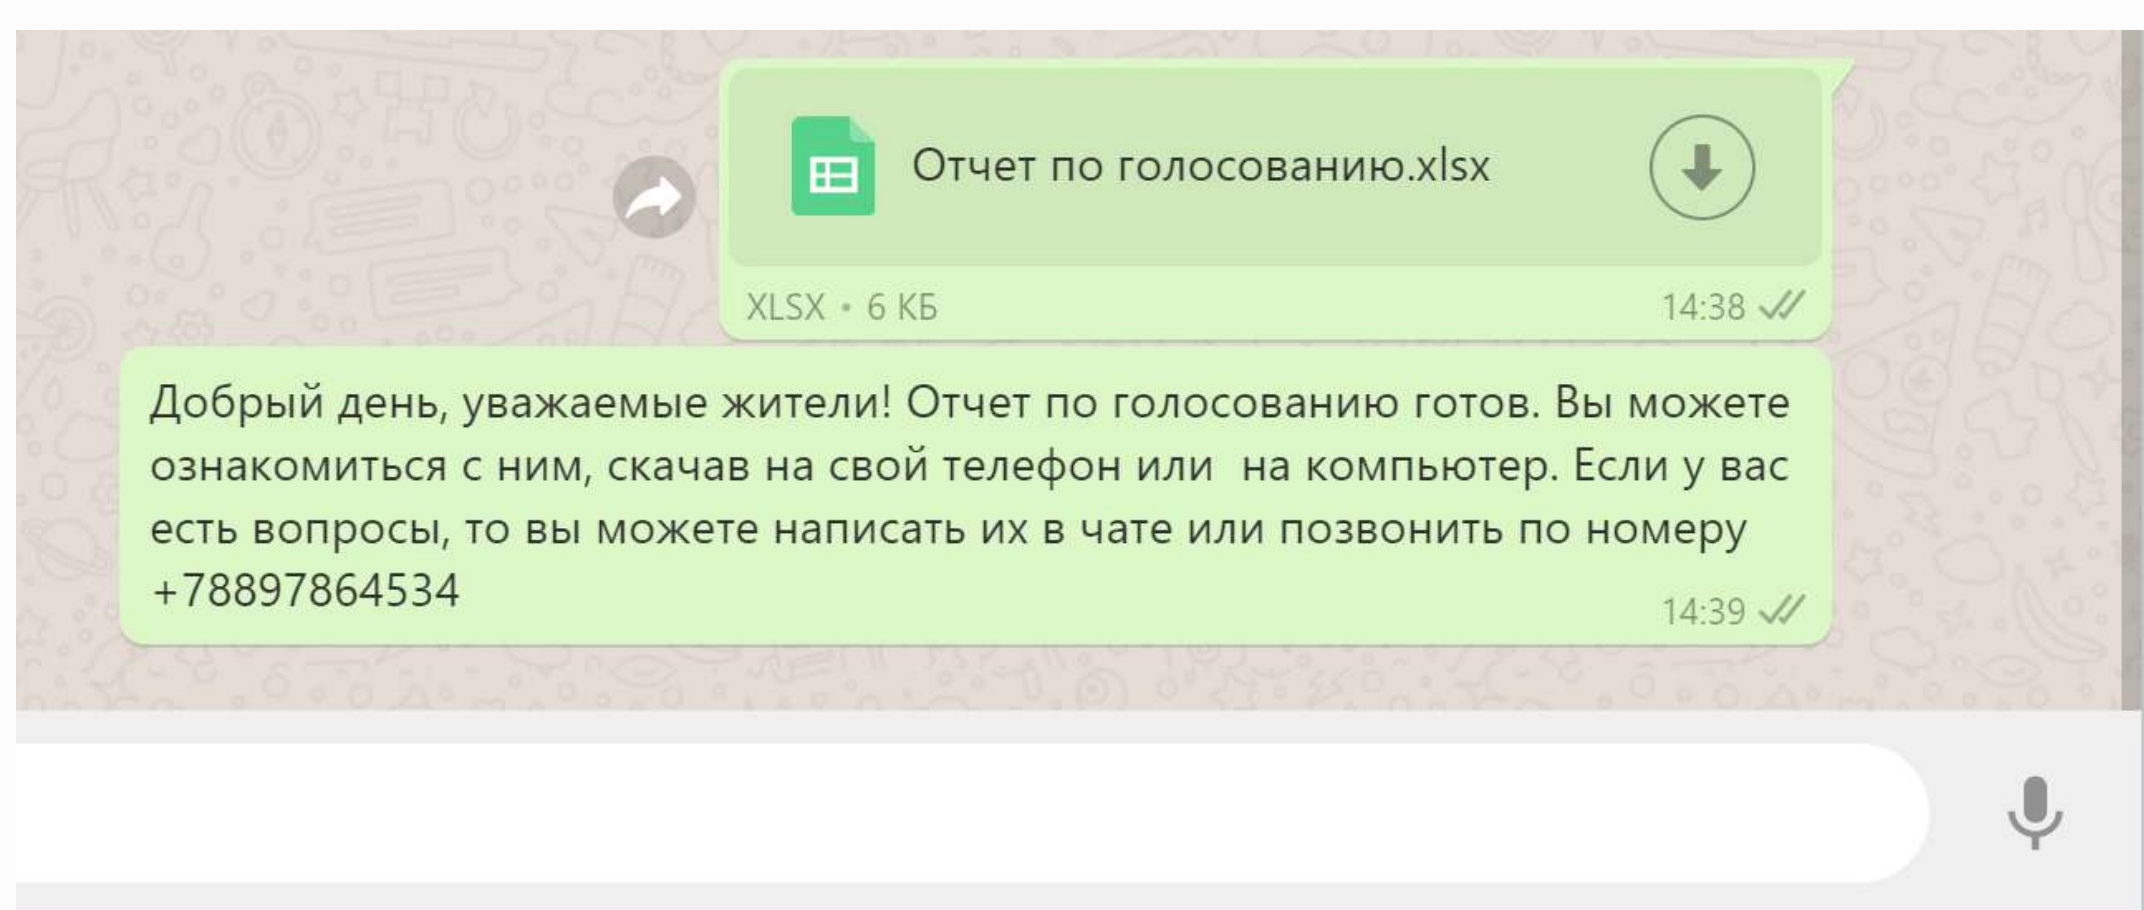 Отчет по голосованию.xlsx
XLSX • 6 КБ
14:38
Добрый день, уважаемые жители! Отчет по голосованию готов. Вы можете
ознакомиться с ним, скачав на свой телефон или  на компьютер. Если у вас
есть вопросы, то вы можете написать их в чате или позвонить по номеру
+78897864534
14:39